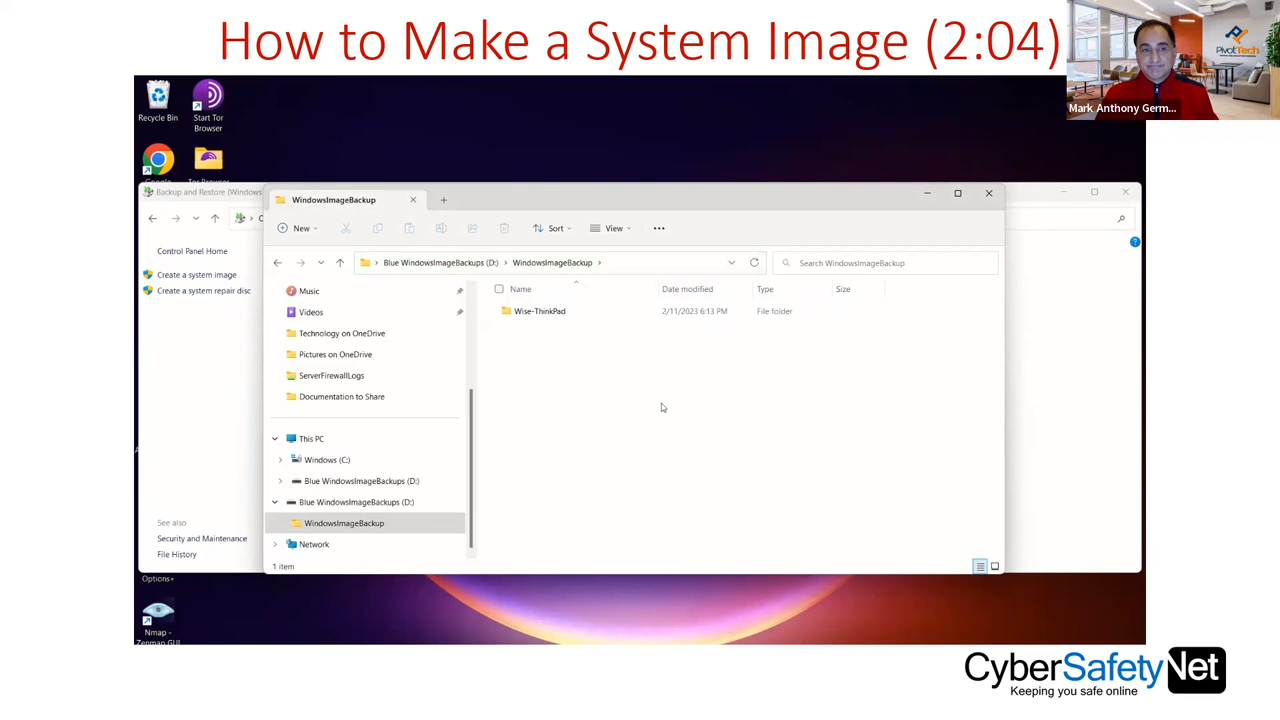 How to Make a System Image (2:04)
PivotTech
Mark Anthony Germ...
Recycle Bin
Start Tor
Browser
Backup and Restore (Windows
WindowsImageBackup
New
Sort
View
Control Panel Home
Create a system image
Create a system repair disc
Blue WindowsImageBackups (D:)
WindowsImageBackup
Search WindowsImageBackup
Name
Date modified
Type
Size
Music
Wise-ThinkPad
2/11/2023 6:13 PM
File folder
Videos
Technology on OneDrive
Pictures on OneDrive
ServerFirewallLogs
Documentation to Share
This PC
Windows (C:)
Blue WindowsImageBackups (D:)
Blue WindowsImageBackups (D:)
WindowsImageBackup
Network
1 item
See also
Security and Maintenance
File History
Options+
Nmap -
Zenmap GUI
CyberSafetyNet
Keeping you safe online